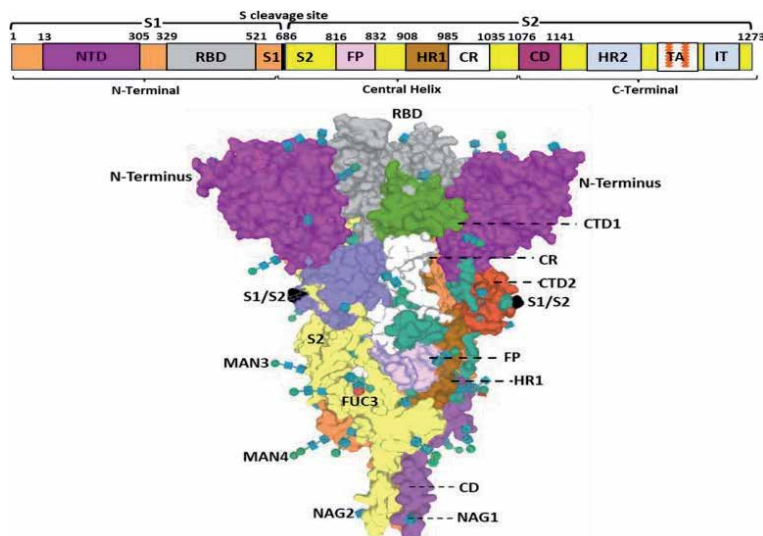 S1 S cleavage site S2
1 13 305 329 521 686 816 832 908 985 1035 1076 1141 1273
NTD RBD S1 S2 FP HR1 CR CD HR2 TA IT
N-Terminal Central Helix C-Terminal
RBD
N-Terminus N-Terminus
CTD1
CR
CTD2
S1/S2 S1/S2
S2
MAN3 FP
HR1
FUC3
MAN4
CD
NAG2 NAG1